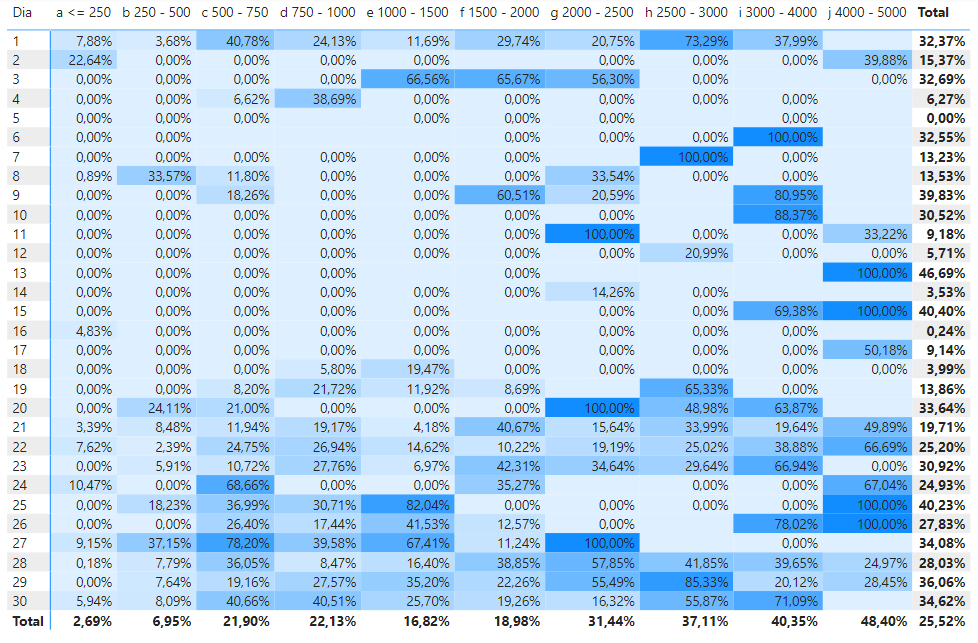 Dia a <= 250 b 250 - 500 c 500 - 750 d 750 - 1000 e 1000 - 1500 f 1500 - 2000 g 2000 - 2500 h 2500 - 3000 i 3000 - 4000 j 4000 - 5000 Total
1 7,88% 3,68% 40,78% 24,13% 11,69% 29,74% 20,75% 73,29% 37,99% 32,37%
2 22,64% 0,00% 0,00% 0,00% 0,00% 0,00% 0,00% 0,00% 0,00% 39,88% 15,37%
3 0,00% 0,00% 0,00% 0,00% 66,56% 65,67% 56,30% 0,00% 0,00% 32,69%
4 0,00% 0,00% 6,62% 38,69% 0,00% 0,00% 0,00% 0,00% 0,00% 6,27%
5 0,00% 0,00% 0,00% 0,00% 0,00% 0,00% 0,00% 0,00%
6 0,00% 0,00% 0,00% 0,00% 0,00% 100,00% 32,55%
7 0,00% 0,00% 0,00% 0,00% 0,00% 0,00% 0,00% 100,00% 0,00% 13,23%
8 0,89% 33,57% 11,80% 0,00% 0,00% 0,00% 33,54% 0,00% 0,00% 13,53%
9 0,00% 0,00% 18,26% 0,00% 0,00% 60,51% 20,59% 80,95% 39,83%
10 0,00% 0,00% 0,00% 0,00% 0,00% 0,00% 0,00% 88,37% 30,52%
11 0,00% 0,00% 0,00% 0,00% 0,00% 0,00% 100,00% 0,00% 0,00% 33,22% 9,18%
12 0,00% 0,00% 0,00% 0,00% 0,00% 0,00% 0,00% 20,99% 0,00% 0,00% 5,71%
13 0,00% 0,00% 0,00% 0,00% 0,00% 100,00% 46,69%
14 0,00% 0,00% 0,00% 0,00% 0,00% 0,00% 14,26% 0,00% 3,53%
15 0,00% 0,00% 0,00% 0,00% 0,00% 0,00% 0,00% 69,38% 100,00% 40,40%
16 4,83% 0,00% 0,00% 0,00% 0,00% 0,00% 0,00% 0,00% 0,00% 0,24%
17 0,00% 0,00% 0,00% 0,00% 0,00% 0,00% 0,00% 0,00% 0,00% 50,18% 9,14%
18 0,00% 0,00% 0,00% 5,80% 19,47% 0,00% 0,00% 0,00% 0,00% 0,00% 3,99%
19 0,00% 0,00% 8,20% 21,72% 11,92% 8,69% 65,33% 0,00% 13,86%
20 0,00% 24,11% 21,00% 0,00% 0,00% 0,00% 100,00% 48,98% 63,87% 33,64%
21 3,39% 8,48% 11,94% 19,17% 4,18% 40,67% 15,64% 33,99% 19,64% 49,89% 19,71%
22 7,62% 2,39% 24,75% 26,94% 14,62% 10,22% 19,19% 25,02% 38,88% 66,69% 25,20%
23 0,00% 5,91% 10,72% 27,76% 6,97% 42,31% 34,64% 29,64% 66,94% 0,00% 30,92%
24 10,47% 0,00% 68,66% 0,00% 0,00% 35,27% 0,00% 0,00% 67,04% 24,93%
25 0,00% 18,23% 36,99% 30,71% 82,04% 0,00% 0,00% 0,00% 0,00% 100,00% 40,23%
26 0,00% 0,00% 26,40% 17,44% 41,53% 12,57% 0,00% 78,02% 100,00% 27,83%
27 9,15% 37,15% 78,20% 39,58% 67,41% 11,24% 100,00% 0,00% 34,08%
28 0,18% 7,79% 36,05% 8,47% 16,40% 38,85% 57,85% 41,85% 39,65% 24,97% 28,03%
29 0,00% 7,64% 19,16% 27,57% 35,20% 22,26% 55,49% 85,33% 20,12% 28,45% 36,06%
30 5,94% 8,09% 40,66% 40,51% 25,70% 19,26% 16,32% 55,87% 71,09% 34,62%
Total 2,69% 6,95% 21,90% 22,13% 16,82% 18,98% 31,44% 37,11% 40,35% 48,40% 25,52%